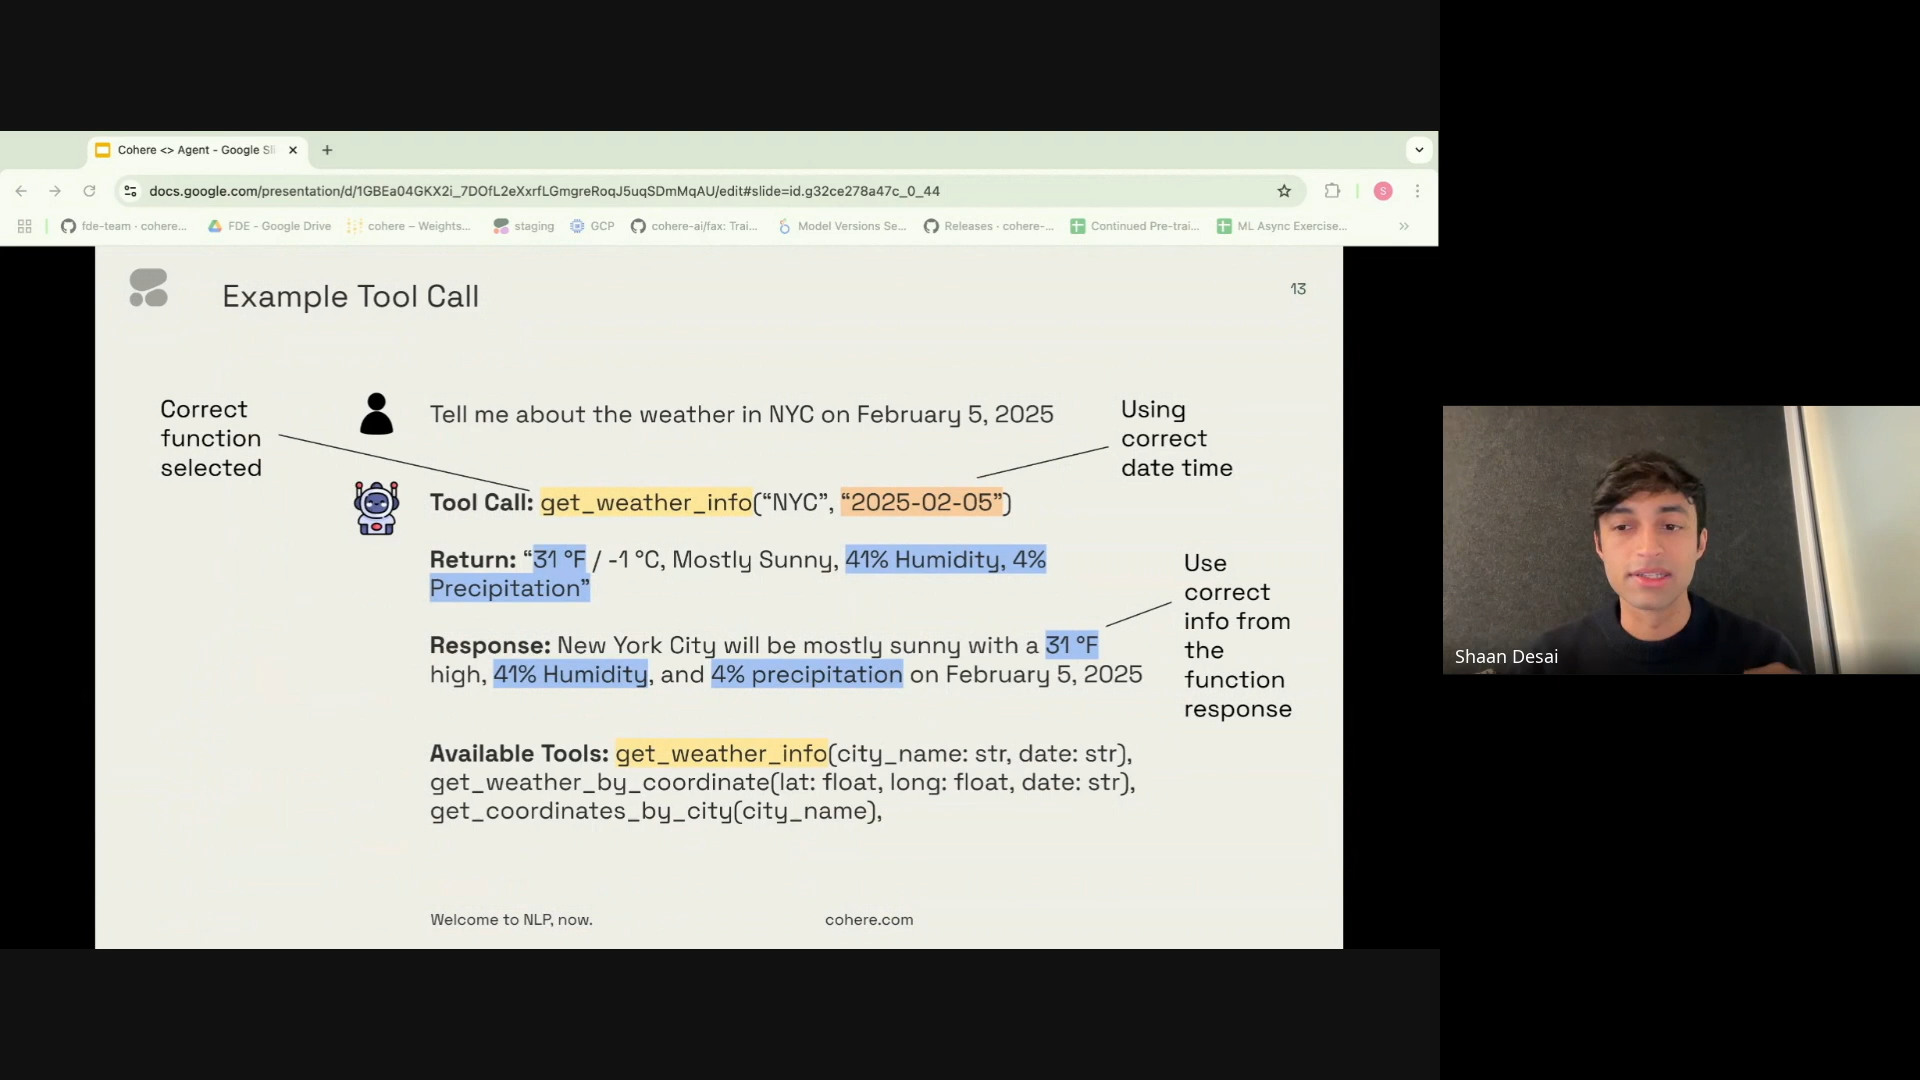 Cohere <> Agent - Google Sli
docs.google.com/presentation/d/1GBEa04GKX2i_7DOfL2eXxrfLGmgreRoqJ5uqSDmMqAU/edit#slide=id.g32ce278a47c_0_44
S
fde-team · cohere... FDE - Google Drive cohere – Weights... staging GCP cohere-ai/fax: Trai... Model Versions Se... Releases · cohere-... Continued Pre-trai... ML Async Exercise...
Example Tool Call
13
Correct
function
selected
Tell me about the weather in NYC on February 5, 2025
Using
correct
date time
Tool Call: get_weather_info(“NYC”, “2025-02-05”)
Return: “31 °F / -1 °C, Mostly Sunny, 41% Humidity, 4%
Precipitation”
Use
correct
info from
the
function
response
Response: New York City will be mostly sunny with a 31 °F
high, 41% Humidity, and 4% precipitation on February 5, 2025
Available Tools: get_weather_info(city_name: str, date: str),
get_weather_by_coordinate(lat: float, long: float, date: str),
get_coordinates_by_city(city_name),
Welcome to NLP, now.
cohere.com
Shaan Desai